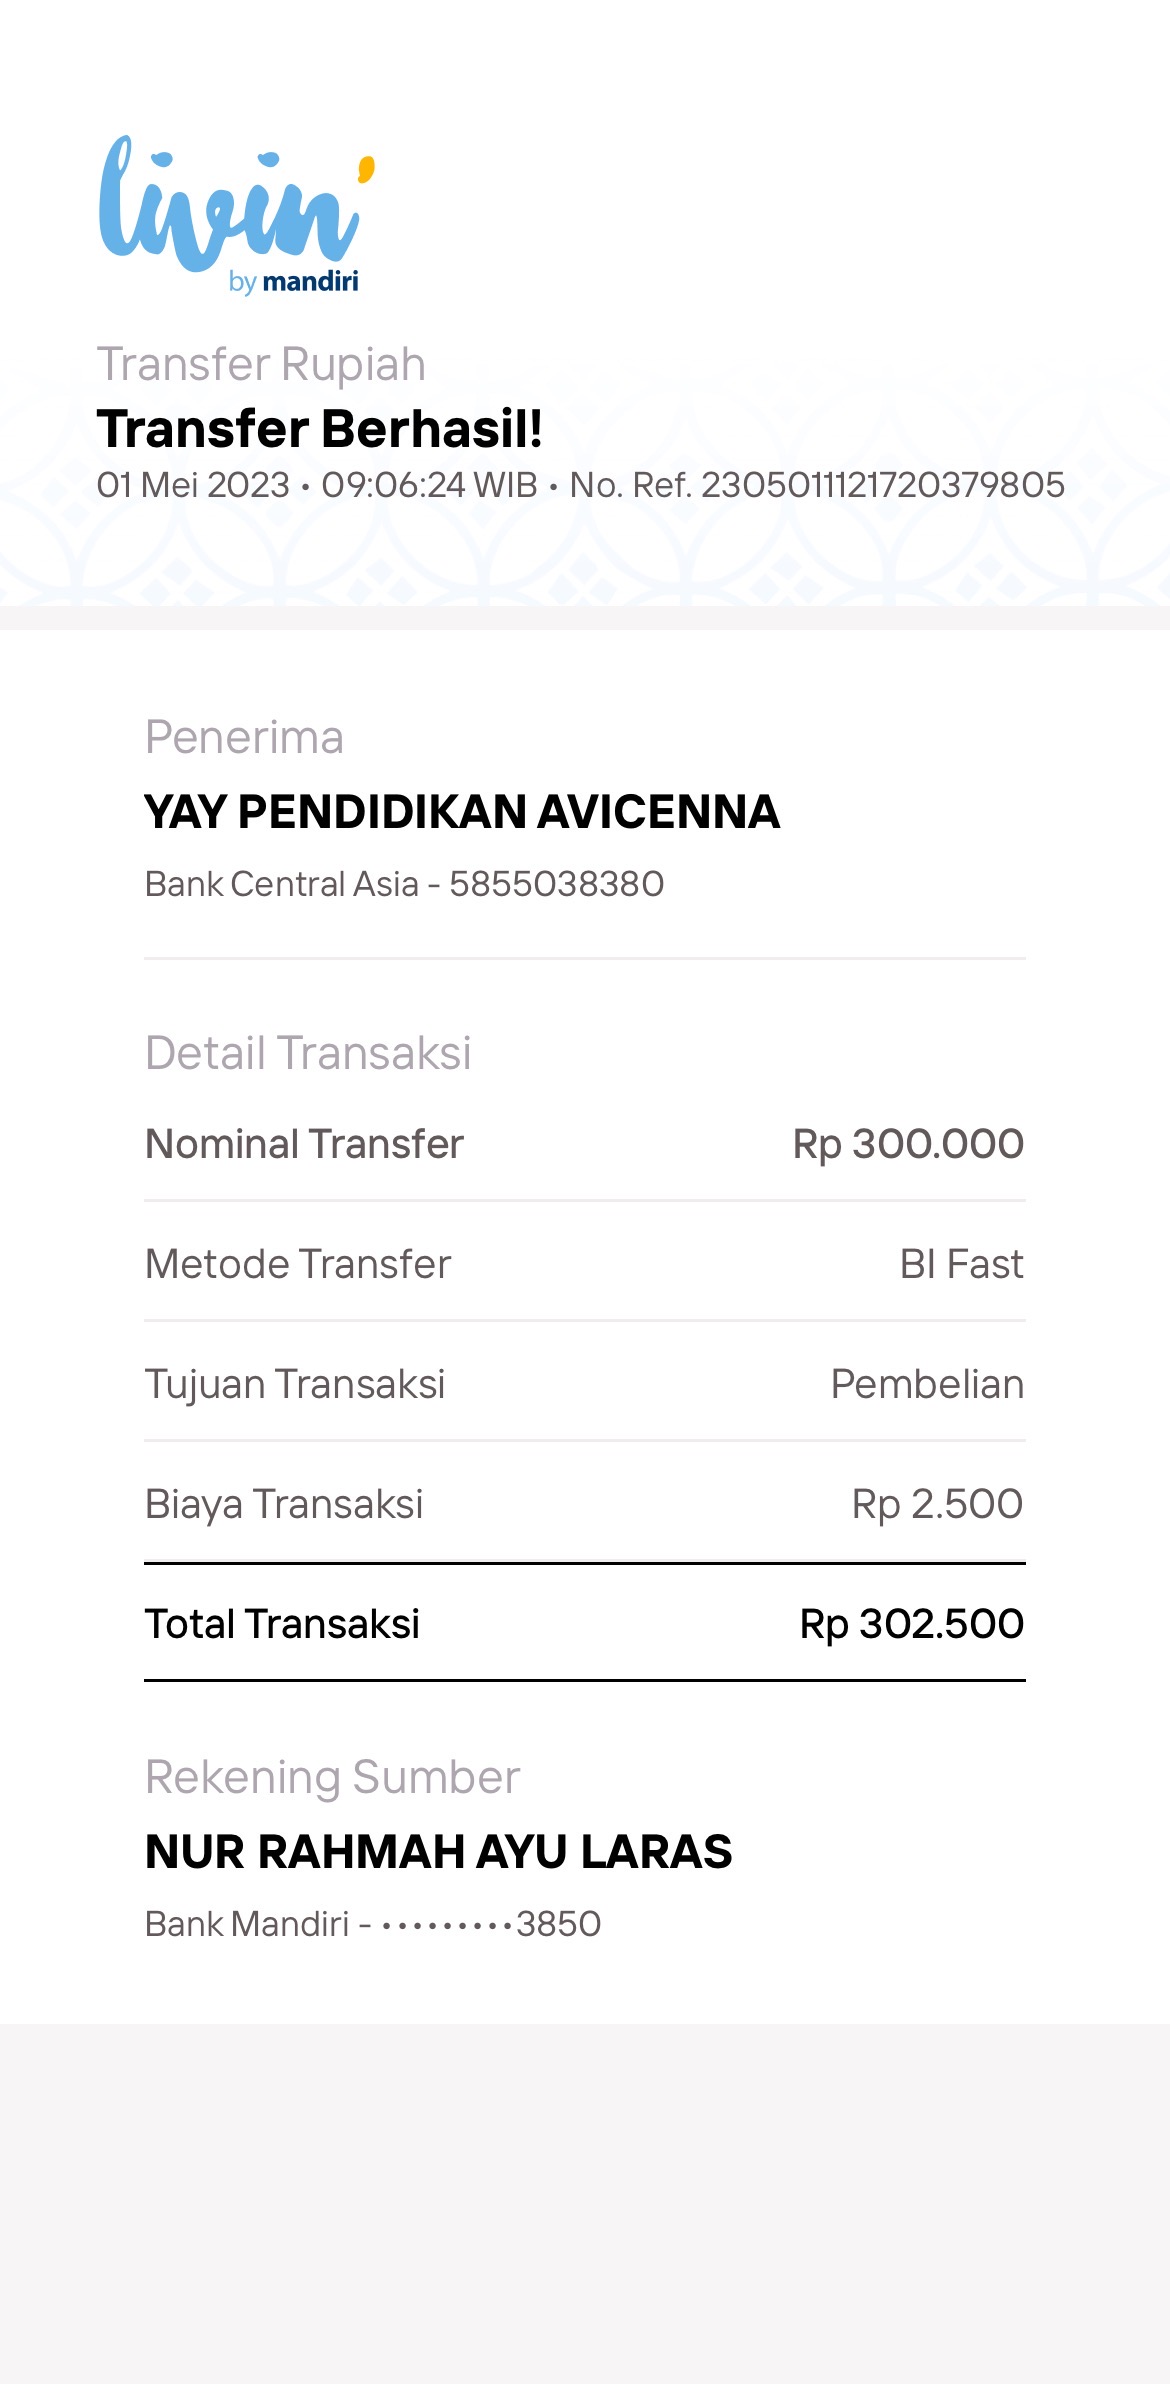 livin'
by mandiri
Transfer Rupiah
Transfer Berhasil!
01 Mei 2023 • 09:06:24 WIB • No. Ref. 2305011121720379805
Penerima
YAY PENDIDIKAN AVICENNA
Bank Central Asia - 5855038380
Detail Transaksi
Nominal Transfer Rp 300.000
Metode Transfer BI Fast
Tujuan Transaksi Pembelian
Biaya Transaksi Rp 2.500
Total Transaksi Rp 302.500
Rekening Sumber
NUR RAHMAH AYU LARAS
Bank Mandiri - •••••••••3850